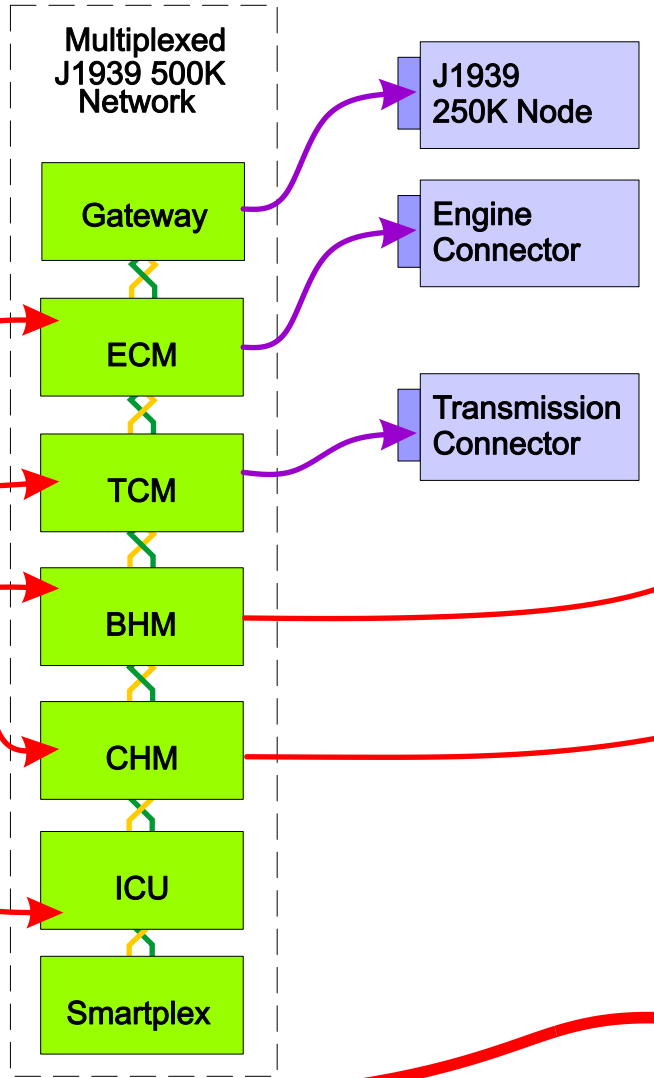 Multiplexed
J1939 500K
Network
Gateway
ECM
TCM
BHM
CHM
ICU
Smartplex
J1939
250K Node
Engine
Connector
Transmission
Connector